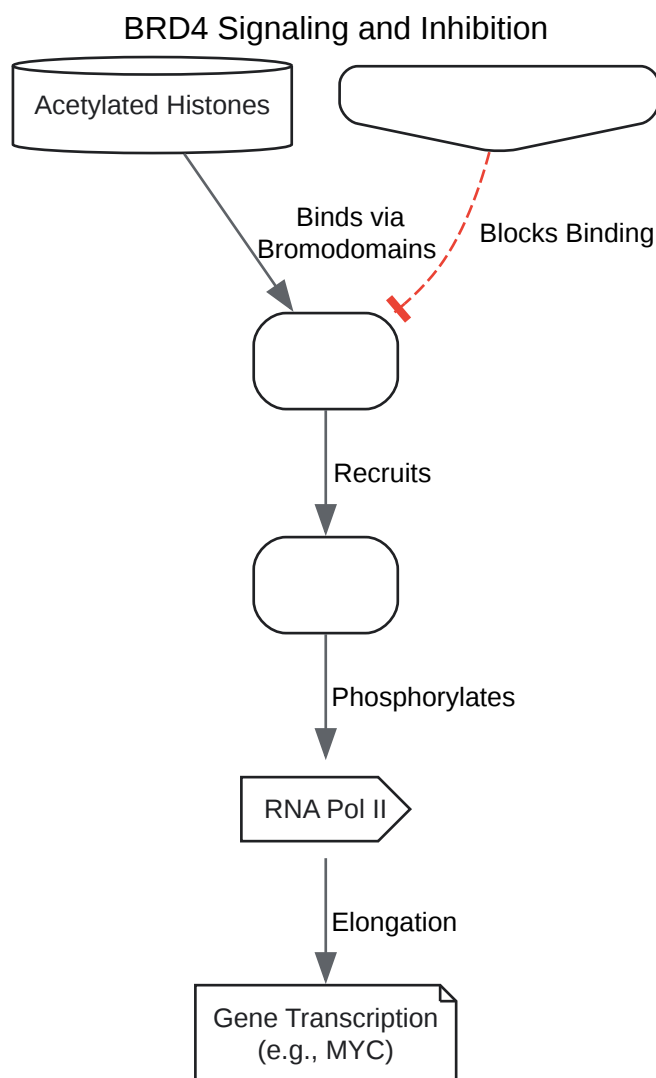 BRD4 Signaling and Inhibition
Acetylated Histones
Binds via
Bromodomains
Blocks Binding
Recruits
Phosphorylates
RNA Pol II
Elongation
Gene Transcription
(e.g., MYC)